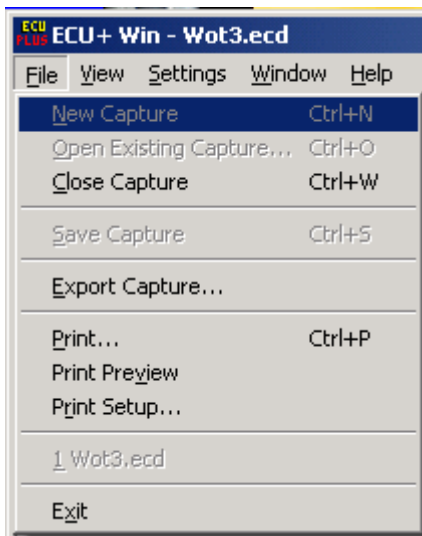 ECU PLUS ECU+ Win - Wot3.ecd
File View Settings Window Help
New Capture Ctrl+N
Open Existing Capture... Ctrl+O
Close Capture Ctrl+W
Save Capture Ctrl+S
Export Capture...
Print... Ctrl+P
Print Preview
Print Setup...
1 Wot3.ecd
Exit